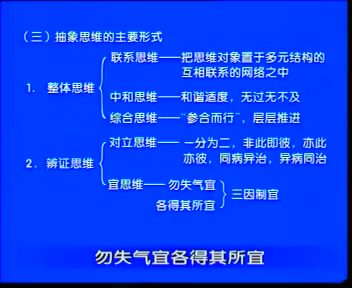 （三）抽象思维的主要形式
联系思维——把思维对象置于多元结构的
互相联系的网络之中
1. 整体思维
中和思维——和谐适度，无过无不及
综合思维——“参合而行”，层层推进
对立思维—— 一分为二，非此即彼，亦此
亦彼，同病异治，异病同治
2. 辨证思维
宜思维—— 勿失气宜
各得其所宜
三因制宜
勿失气宜各得其所宜